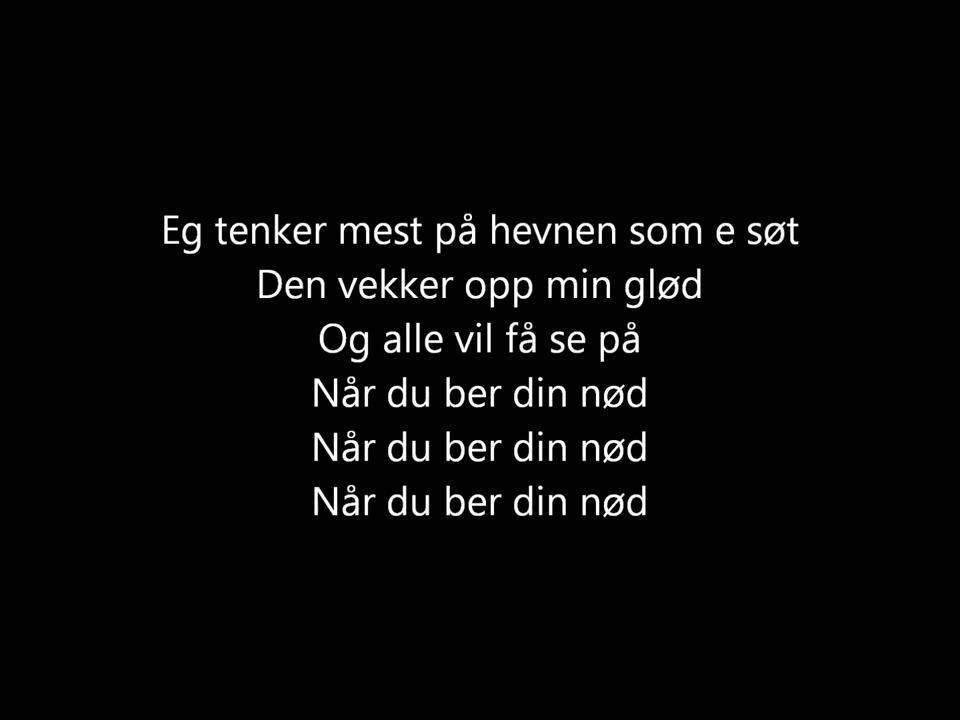 Eg tenker mest på hevnen som e søt
Den vekker opp min glød
Og alle vil få se på
Når du ber din nød
Når du ber din nød
Når du ber din nød